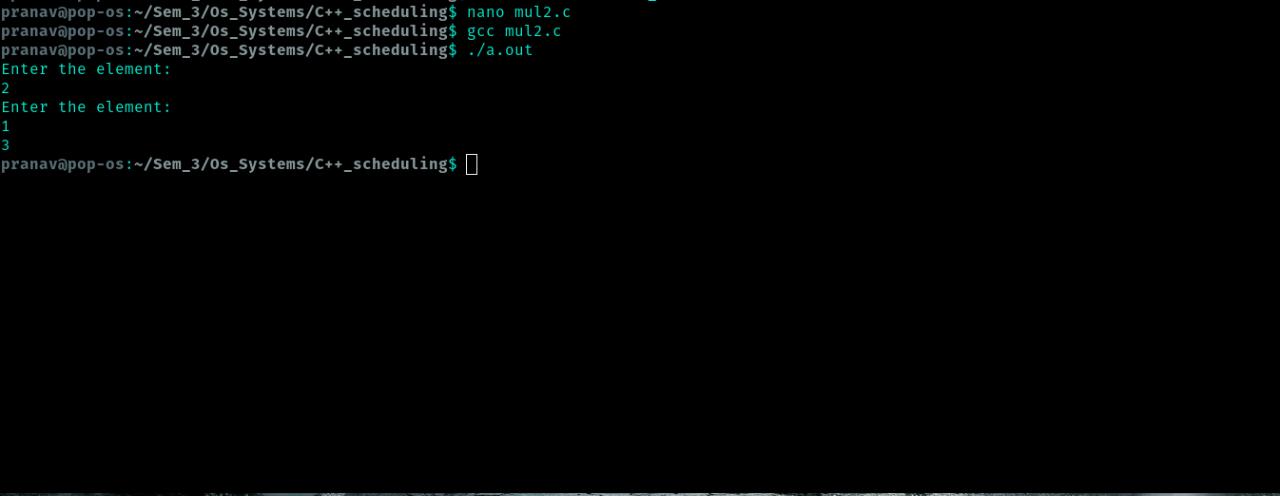 pranav@pop-os:~/Sem_3/Os_Systems/C++_scheduling$ nano mul2.c
pranav@pop-os:~/Sem_3/Os_Systems/C++_scheduling$ gcc mul2.c
pranav@pop-os:~/Sem_3/Os_Systems/C++_scheduling$ ./a.out
Enter the element:
2
Enter the element:
1
3
pranav@pop-os:~/Sem_3/Os_Systems/C++_scheduling$